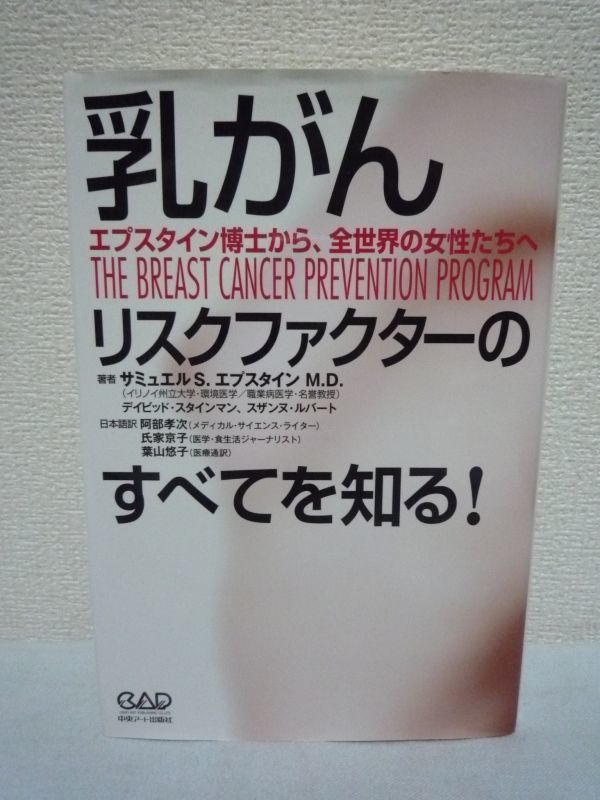 乳がん
エプスタイン博士から、全世界の女性たちへ
THE BREAST CANCER PREVENTION PROGRAM
リスクファクターの
著者 サミュエル S. エプスタイン M.D.
（イリノイ州立大学・環境医学／職業病医学・名誉教授）
デイビッド・スタインマン、スザンヌ・ルバート
日本語訳 阿部孝次（メディカル・サイエンス・ライター）
氏家京子（医学・食生活ジャーナリスト）
葉山悠子（医療通訳）
すべてを知る！
CAP
中央アート出版社